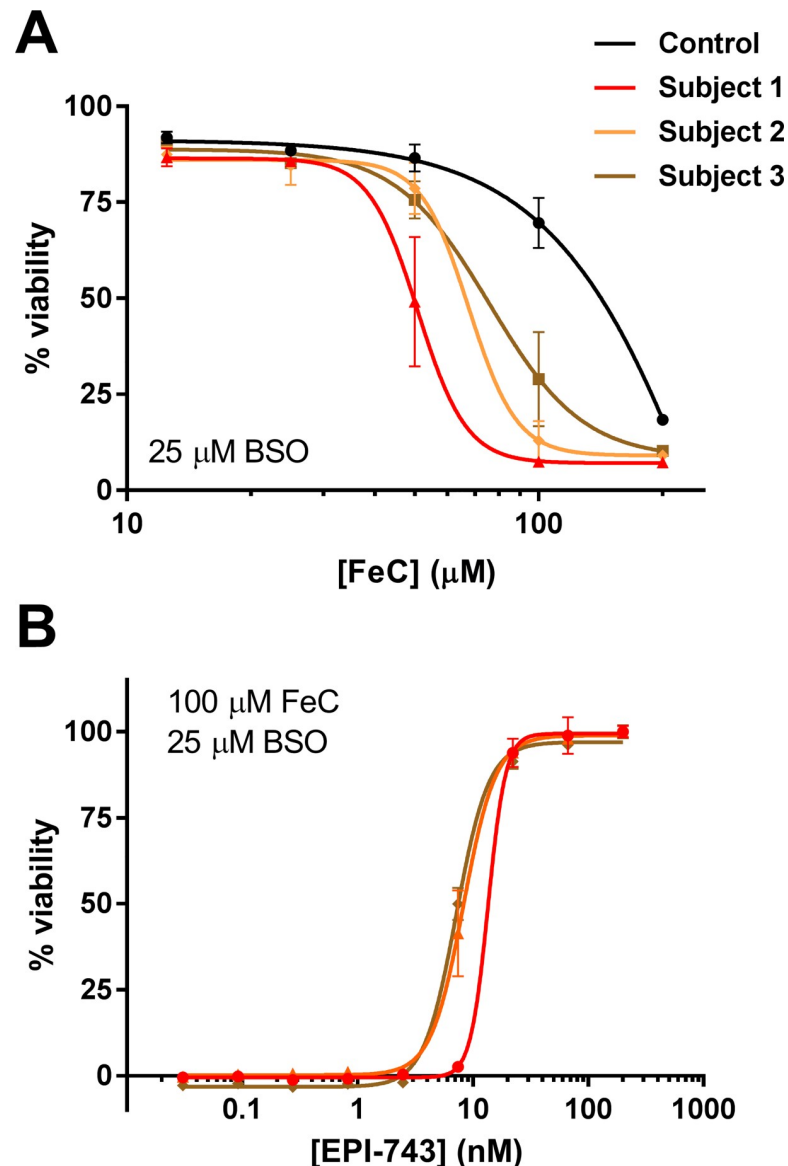 A
Control
Subject 1
Subject 2
Subject 3
100
75
50
25
0
% viability
25 μM BSO
10
100
[FeC] (μM)
B
100 μM FeC
25 μM BSO
100
75
50
25
0
% viability
0.1
1
10
100
1000
[EPI-743] (nM)